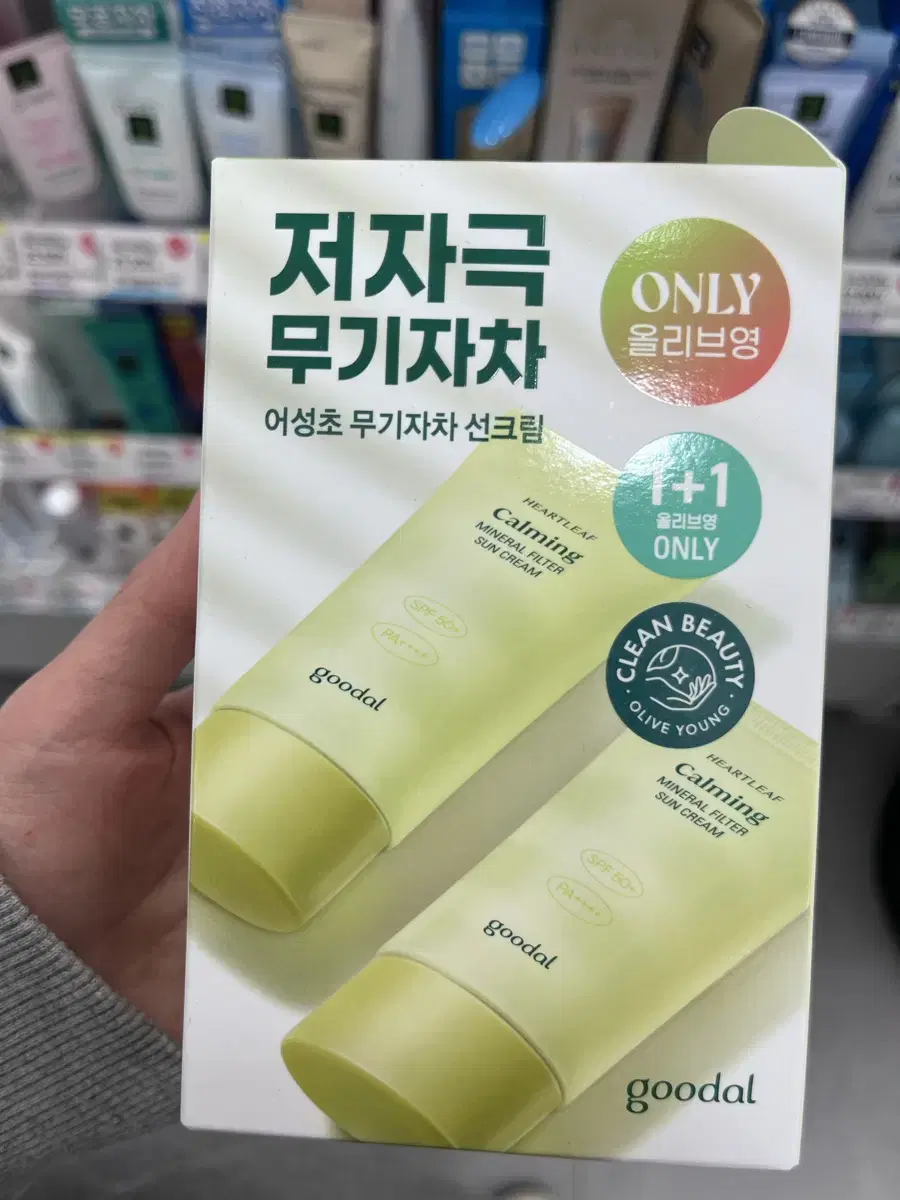 저자극
무기자차
어성초 무기자차 선크림
ONLY
올리브영
1+1
올리브영
ONLY
CLEAN BEAUTY
OLIVE YOUNG
HEARTLEAF
Calming
MINERAL FILTER
SUN CREAM
SPF 50+
PA++++
goodal
HEARTLEAF
Calming
MINERAL FILTER
SUN CREAM
SPF 50+
PA++++
goodal
goodal